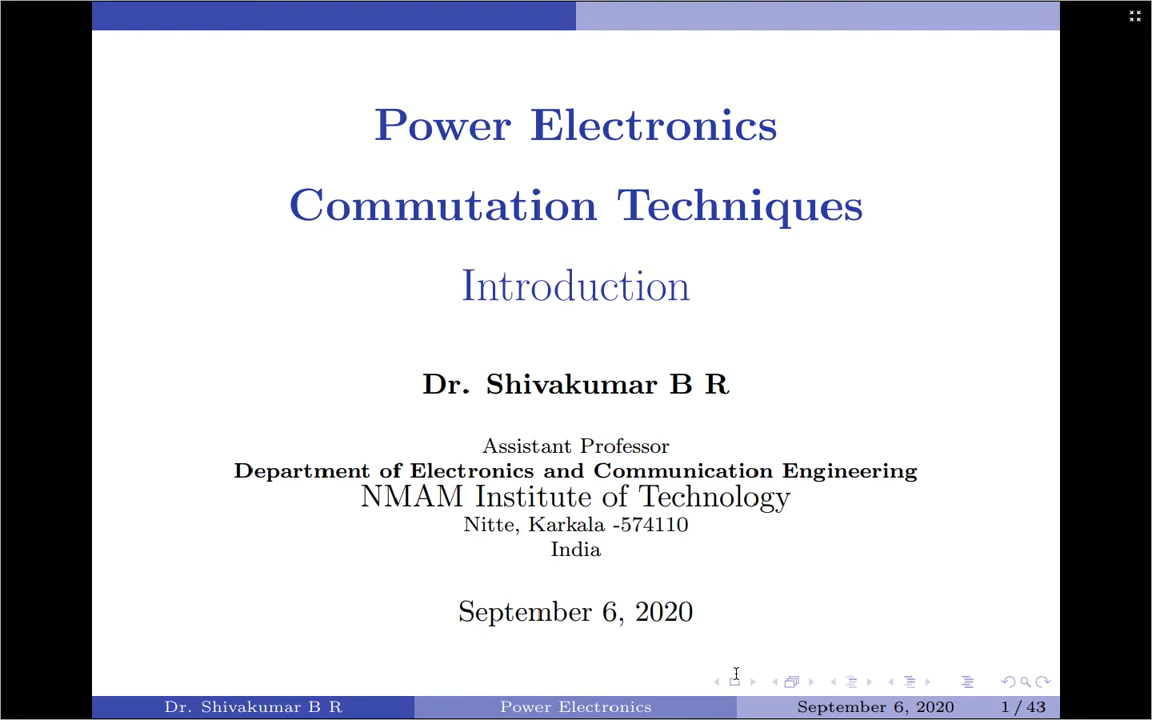 Power Electronics
Commutation Techniques
Introduction
Dr. Shivakumar B R
Assistant Professor
Department of Electronics and Communication Engineering
NMAM Institute of Technology
Nitte, Karkala -574110
India
September 6, 2020
Dr. Shivakumar B R Power Electronics September 6, 2020 1 / 43